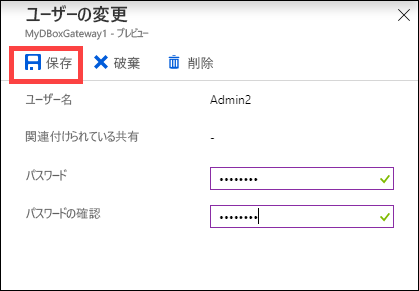 ユーザーの変更
MyDBoxGateway1 - プレビュー
保存 破棄 削除
ユーザー名 Admin2
関連付けられている共有 -
パスワード ••••••••
パスワードの確認 ••••••••